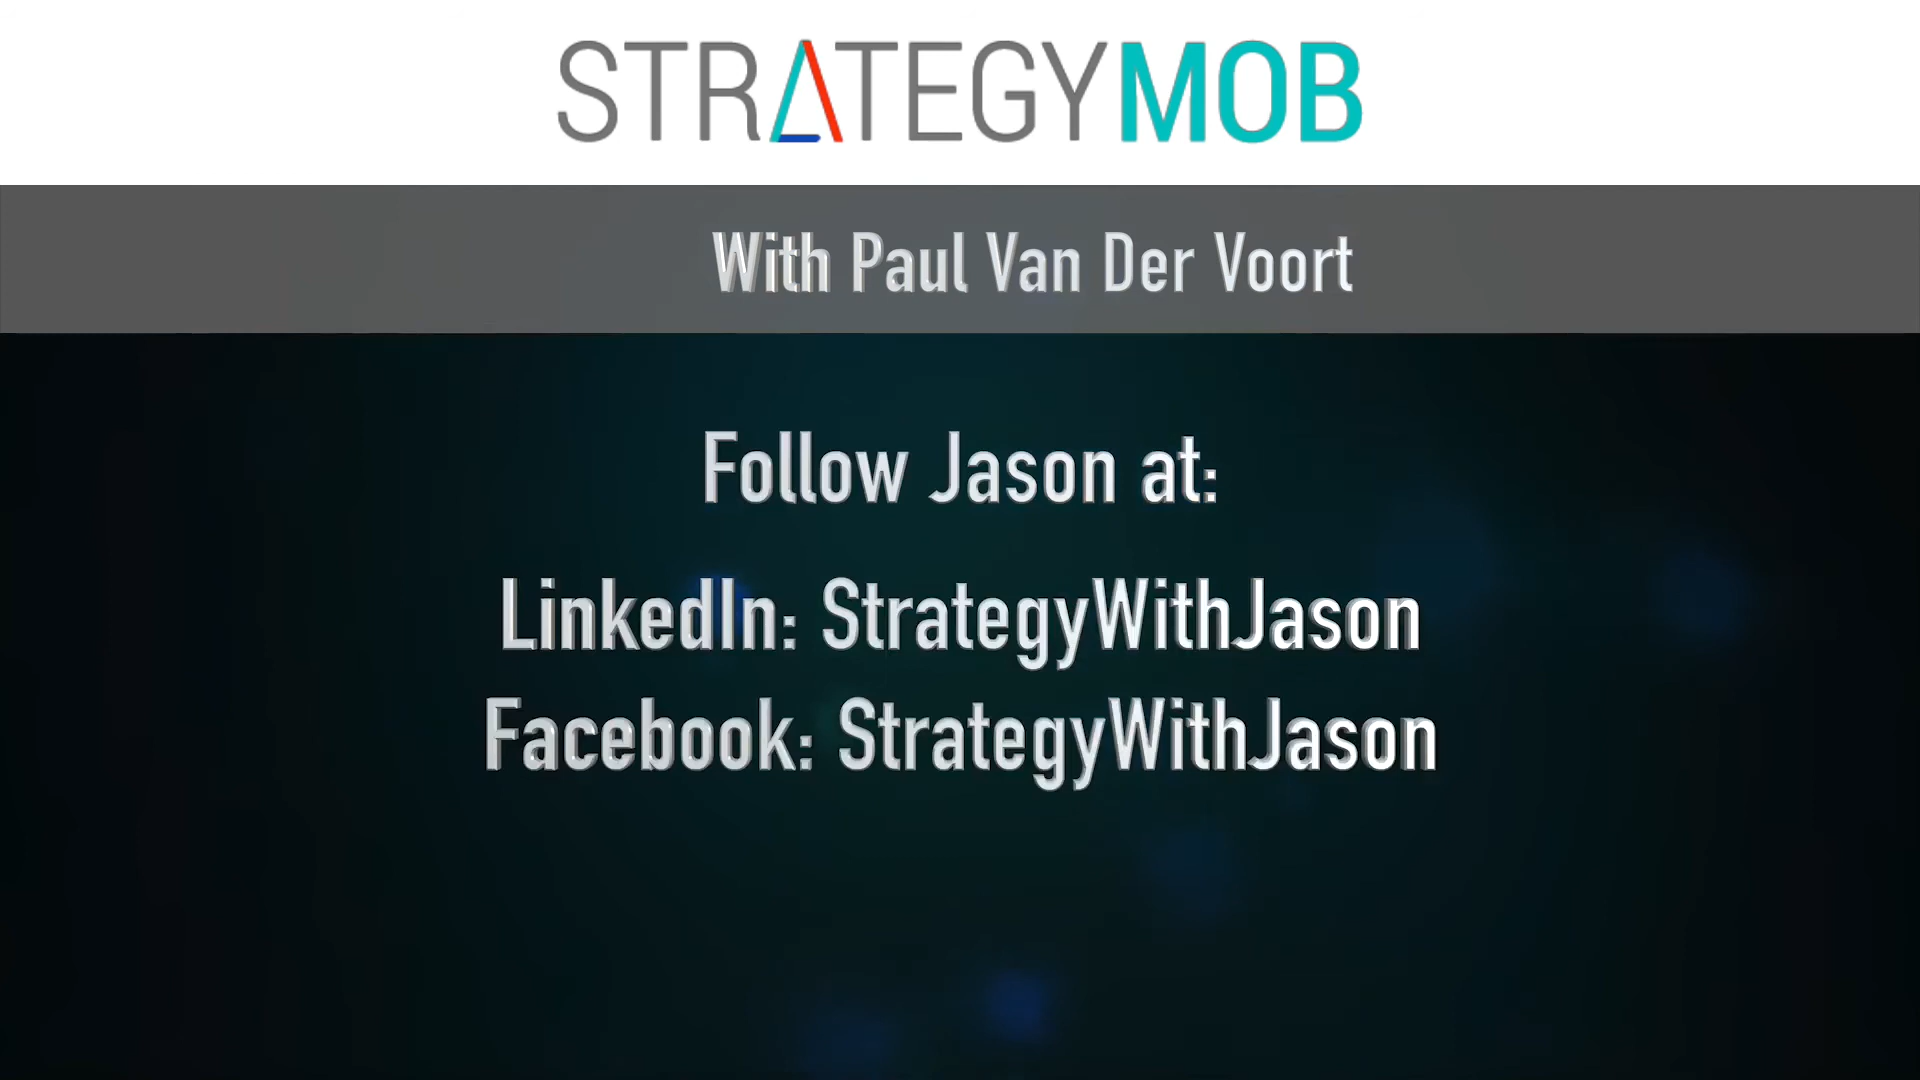 STRATEGYMOB
With Paul Van Der Voort
Follow Jason at:
LinkedIn: StrategyWithJason
Facebook: StrategyWithJason